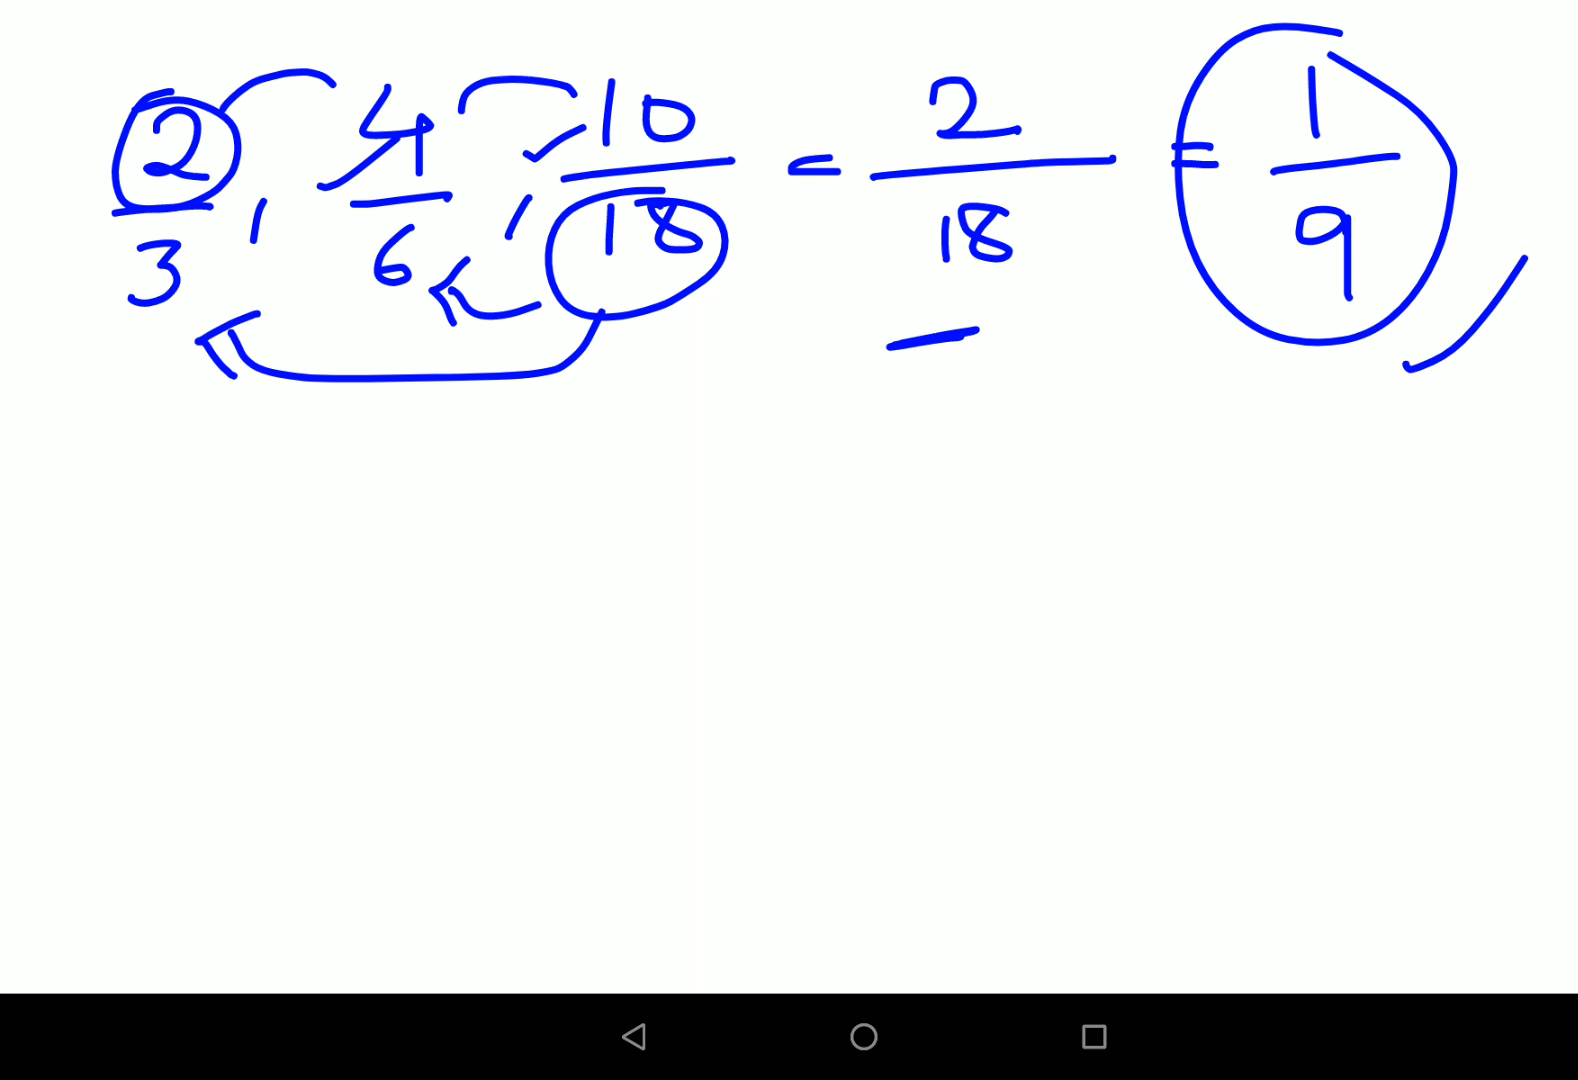 2/3 , 4/6 , 10/18 = 2/18 = 1/9